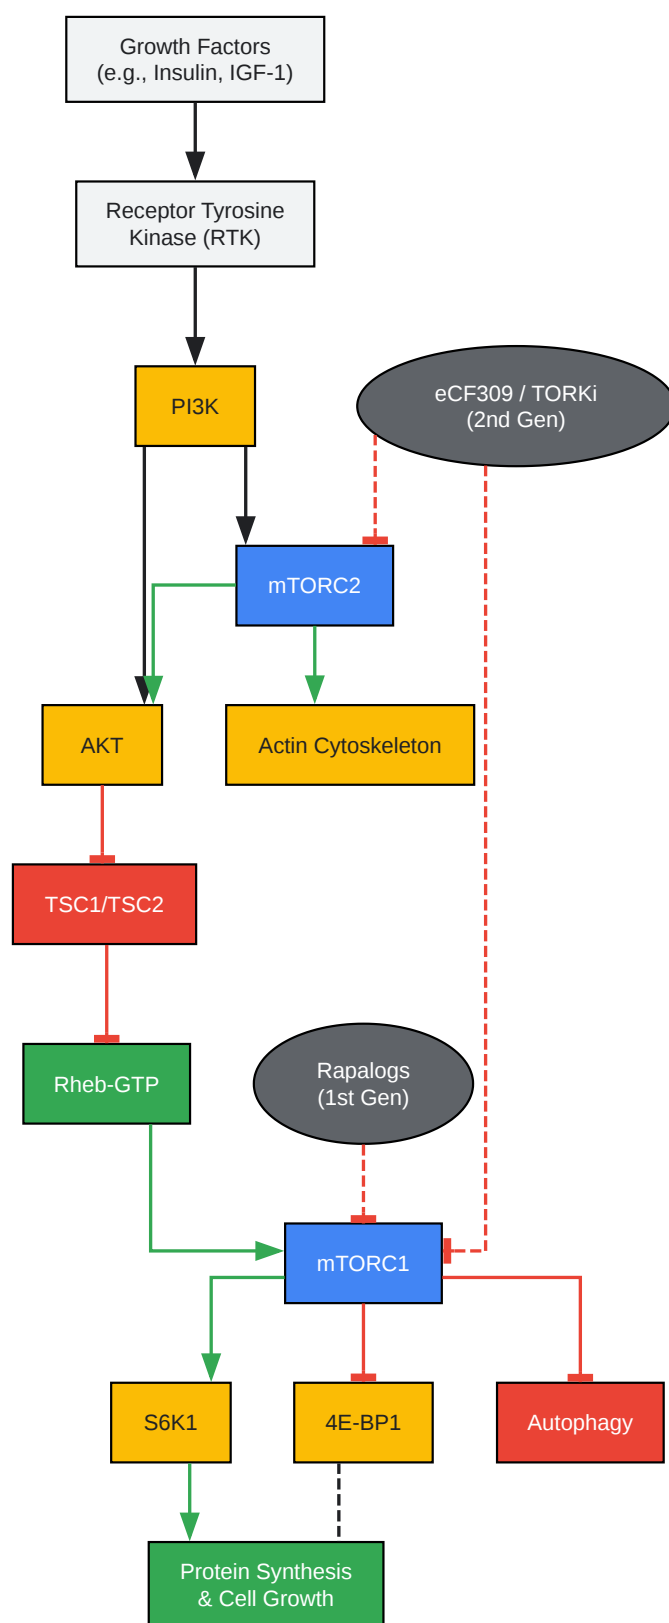 Growth Factors
(e.g., Insulin, IGF-1)
Receptor Tyrosine
Kinase (RTK)
PI3K
eCF309 / TORKi
(2nd Gen)
mTORC2
AKT
Actin Cytoskeleton
TSC1/TSC2
Rheb-GTP
Rapalogs
(1st Gen)
mTORC1
S6K1
4E-BP1
Autophagy
Protein Synthesis
& Cell Growth